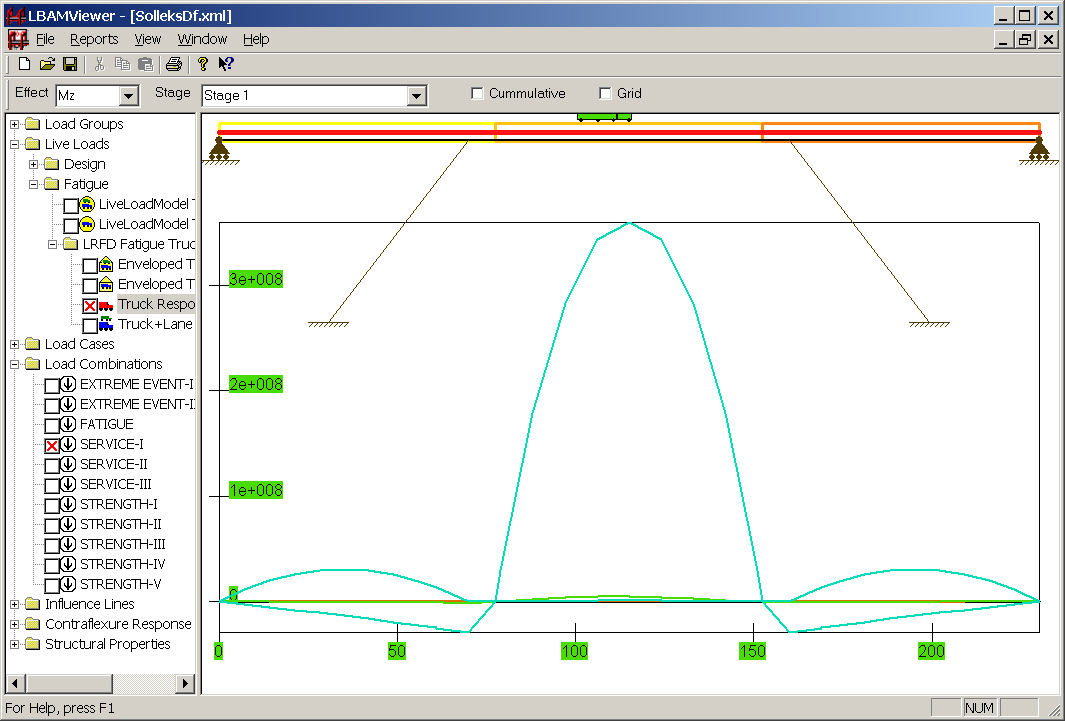 LBAMViewer - [SolleksDf.xml]
File Reports View Window Help
Effect Mz Stage Stage 1 Cummulative Grid
Load Groups
Live Loads
Design
Fatigue
LiveLoadModel T
LiveLoadModel T
LRFD Fatigue Truc
Enveloped T
Enveloped T
Truck Respo
Truck+Lane
Load Cases
Load Combinations
EXTREME EVENT-I
EXTREME EVENT-II
FATIGUE
SERVICE-I
SERVICE-II
SERVICE-III
STRENGTH-I
STRENGTH-II
STRENGTH-III
STRENGTH-IV
STRENGTH-V
Influence Lines
Contraflexure Response
Structural Properties
3e+008
2e+008
1e+008
0
0 50 100 150 200
For Help, press F1 NUM